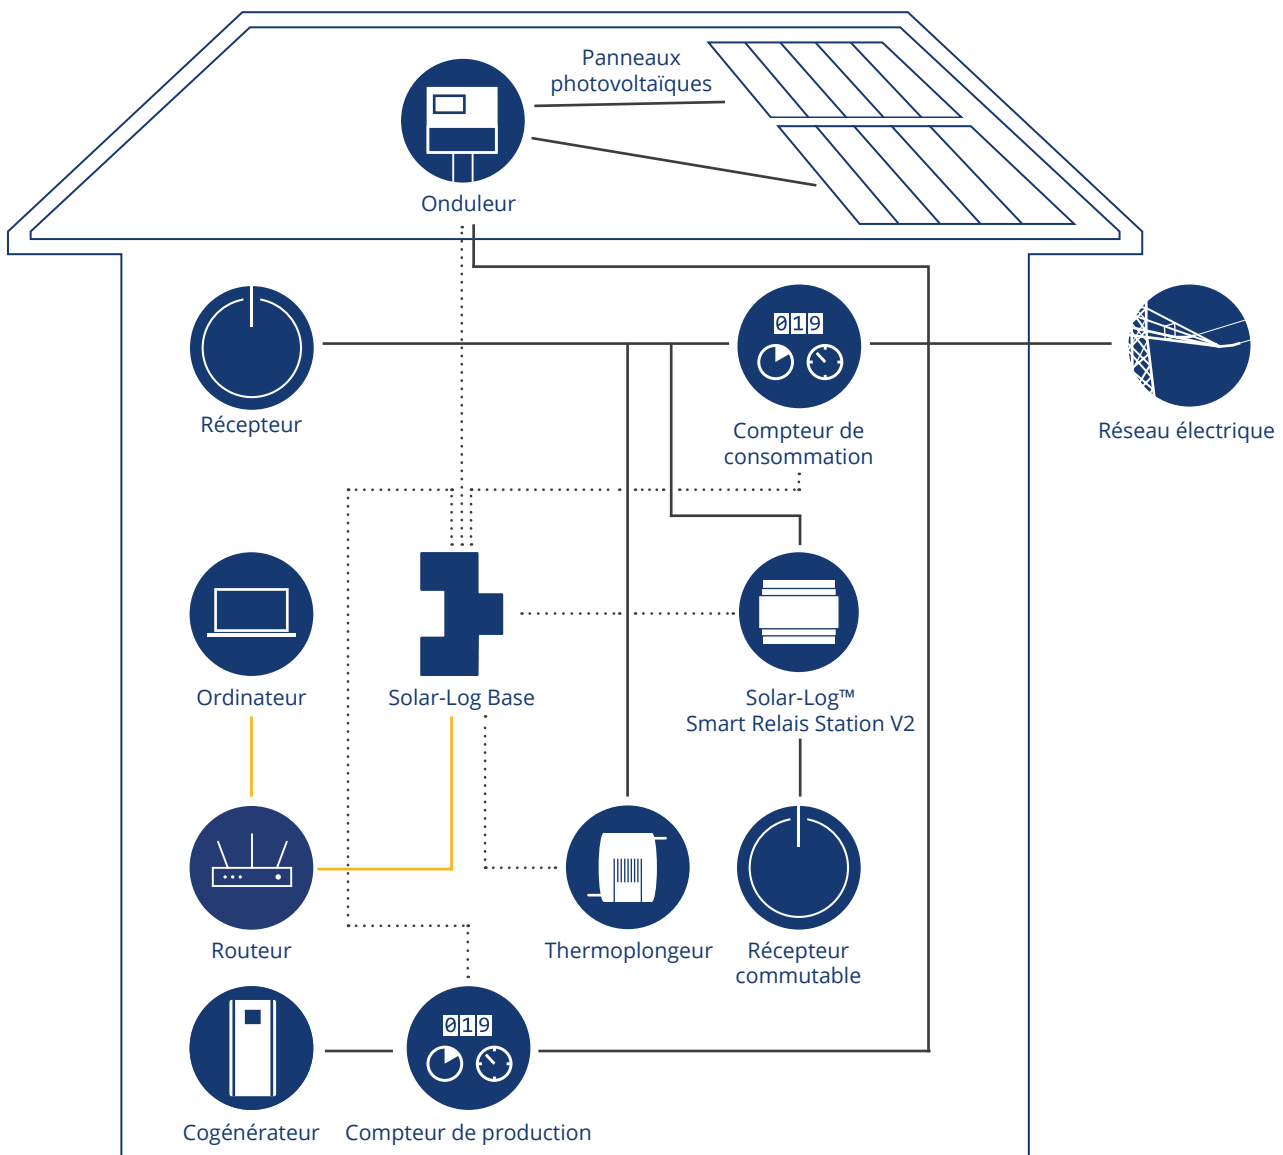 Panneaux
photovoltaïques
Onduleur
019
Récepteur
Compteur de
consommation
Réseau électrique
Ordinateur
Solar-Log Base
Solar-Log™
Smart Relais Station V2
Routeur
Thermoplongeur
Récepteur
commutable
019
Cogénérateur
Compteur de production